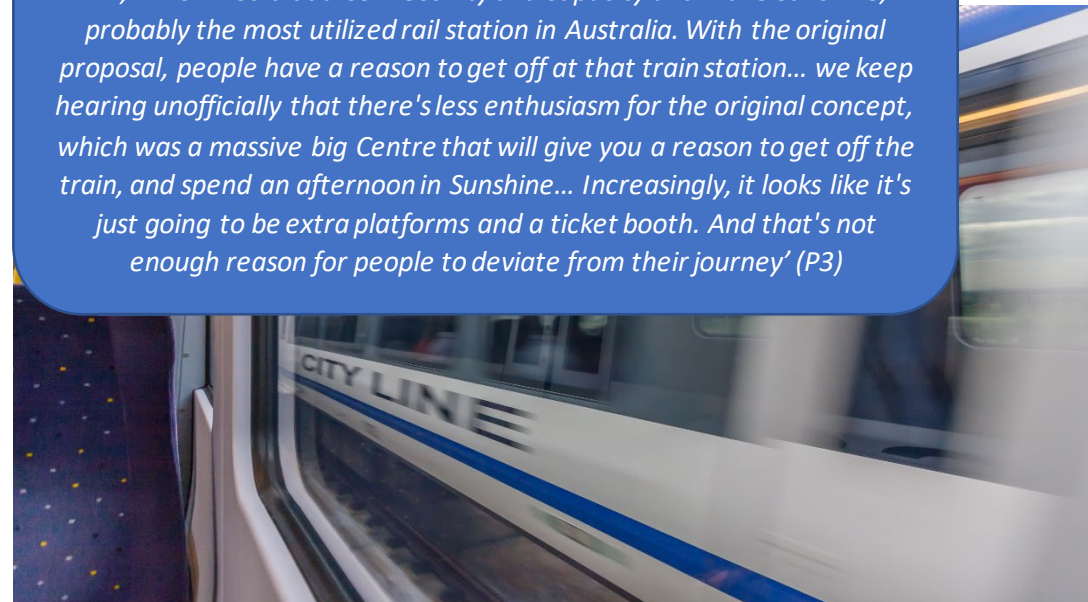 probably the most utilized rail station in Australia. With the original
proposal, people have a reason to get off at that train station... we keep
hearing unofficially that there's less enthusiasm for the original concept,
which was a massive big Centre that will give you a reason to get off the
train, and spend an afternoon in Sunshine... Increasingly, it looks like it's
just going to be extra platforms and a ticket booth. And that's not
enough reason for people to deviate from their journey' (P3)
CITY LINE